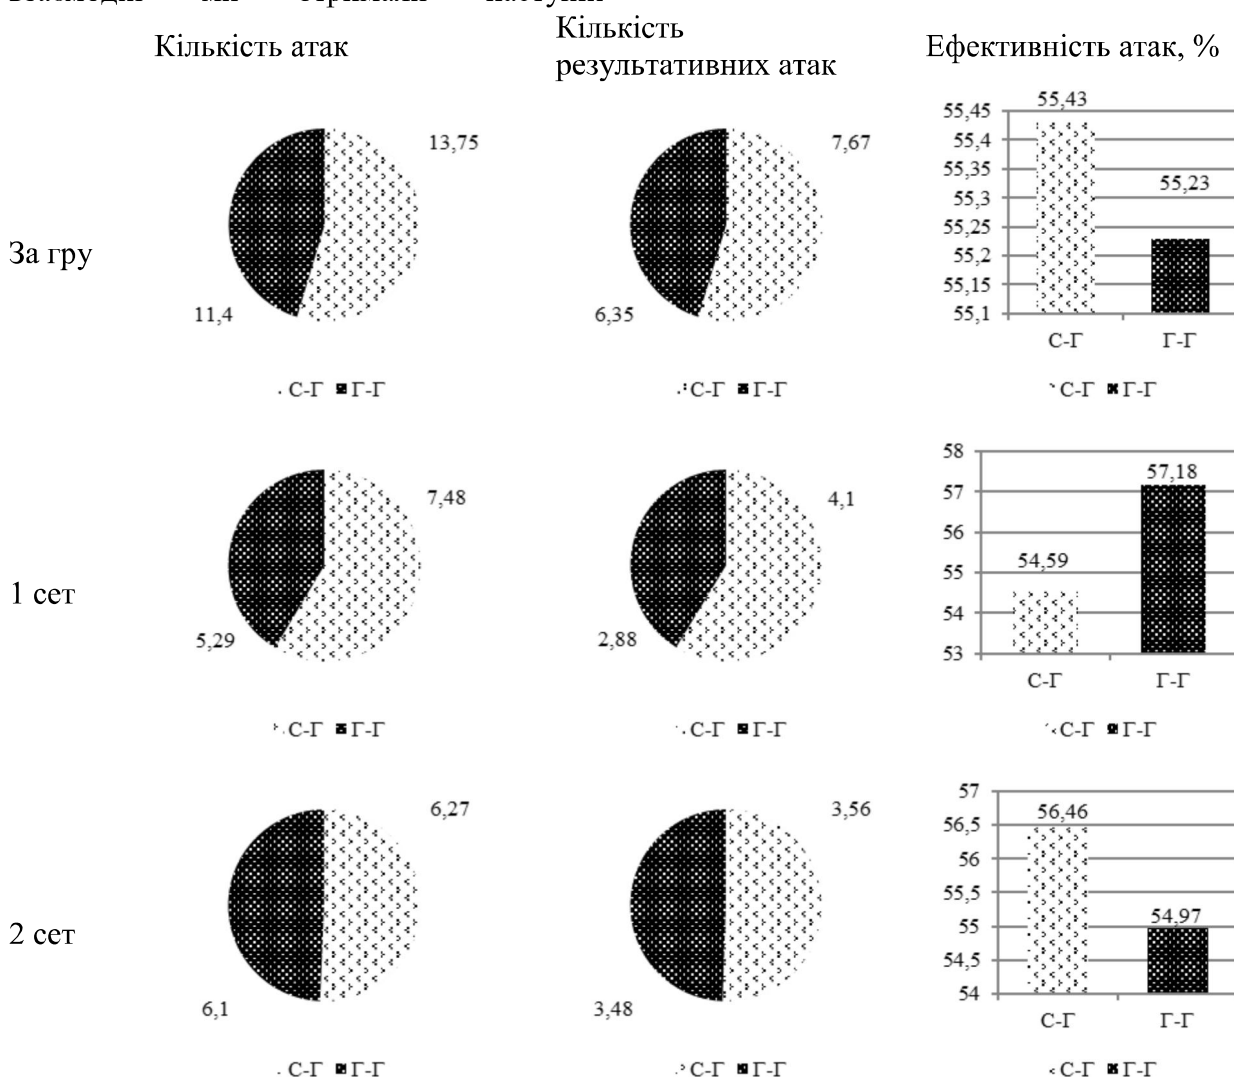 Кількість атак
Кількість
результативних атак
Ефективність атак, %
За гру
13,75
11,4
С-Г Г-Г
7,67
6,35
С-Г Г-Г
55,45
55,4
55,35
55,3
55,25
55,2
55,15
55,1
55,43
55,23
С-Г Г-Г
С-Г Г-Г
1 сет
7,48
5,29
С-Г Г-Г
4,1
2,88
С-Г Г-Г
58
57
56
55
54
53
54,59
57,18
С-Г Г-Г
С-Г Г-Г
2 сет
6,27
6,1
С-Г Г-Г
3,56
3,48
С-Г Г-Г
57
56,5
56
55,5
55
54,5
54
56,46
54,97
С-Г Г-Г
С-Г Г-Г